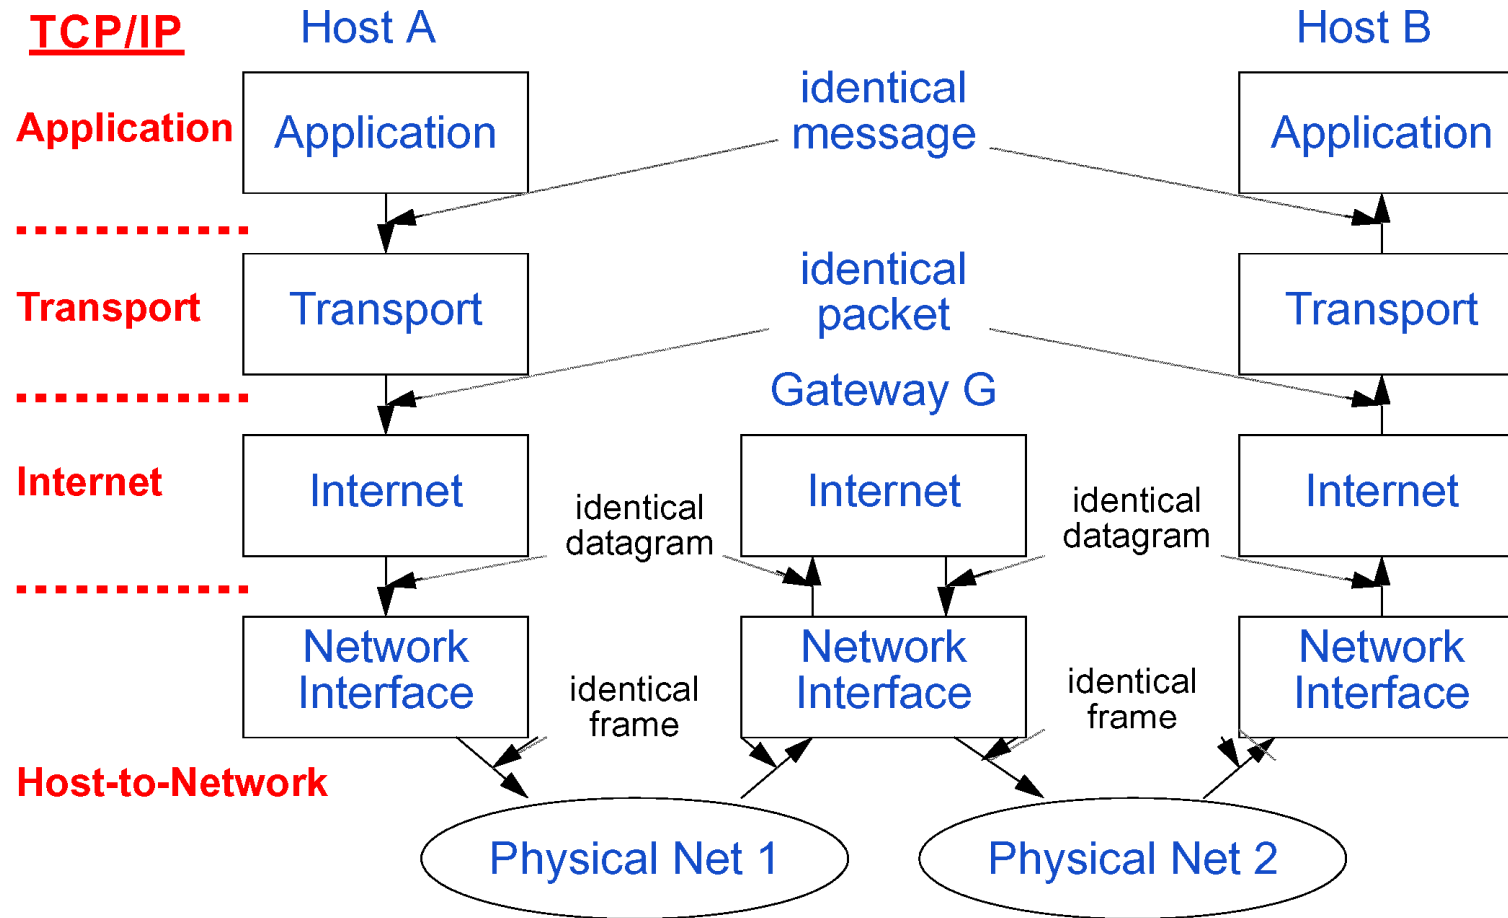 TCP/IP
Host A
Host B
Application
Application
identical
message
Application
Transport
Transport
identical
packet
Transport
Gateway G
Internet
Internet
identical
datagram
Internet
identical
datagram
Internet
Network
Interface
identical
frame
Network
Interface
identical
frame
Network
Interface
Host-to-Network
Physical Net 1
Physical Net 2